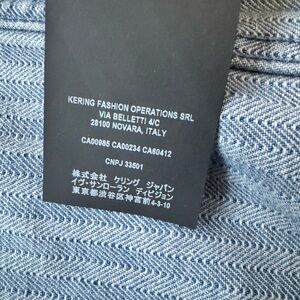 KERING FASHION OPERATIONS SRL
VIA BELLETTI 4/C
28100 NOVARA, ITALY
CA00985 CA00234 CA60412
CNPJ 33501
株式会社 ケリング ジャパン
イヴ・サンローラン ディビジョン
東京都渋谷区神宮前4-3-10